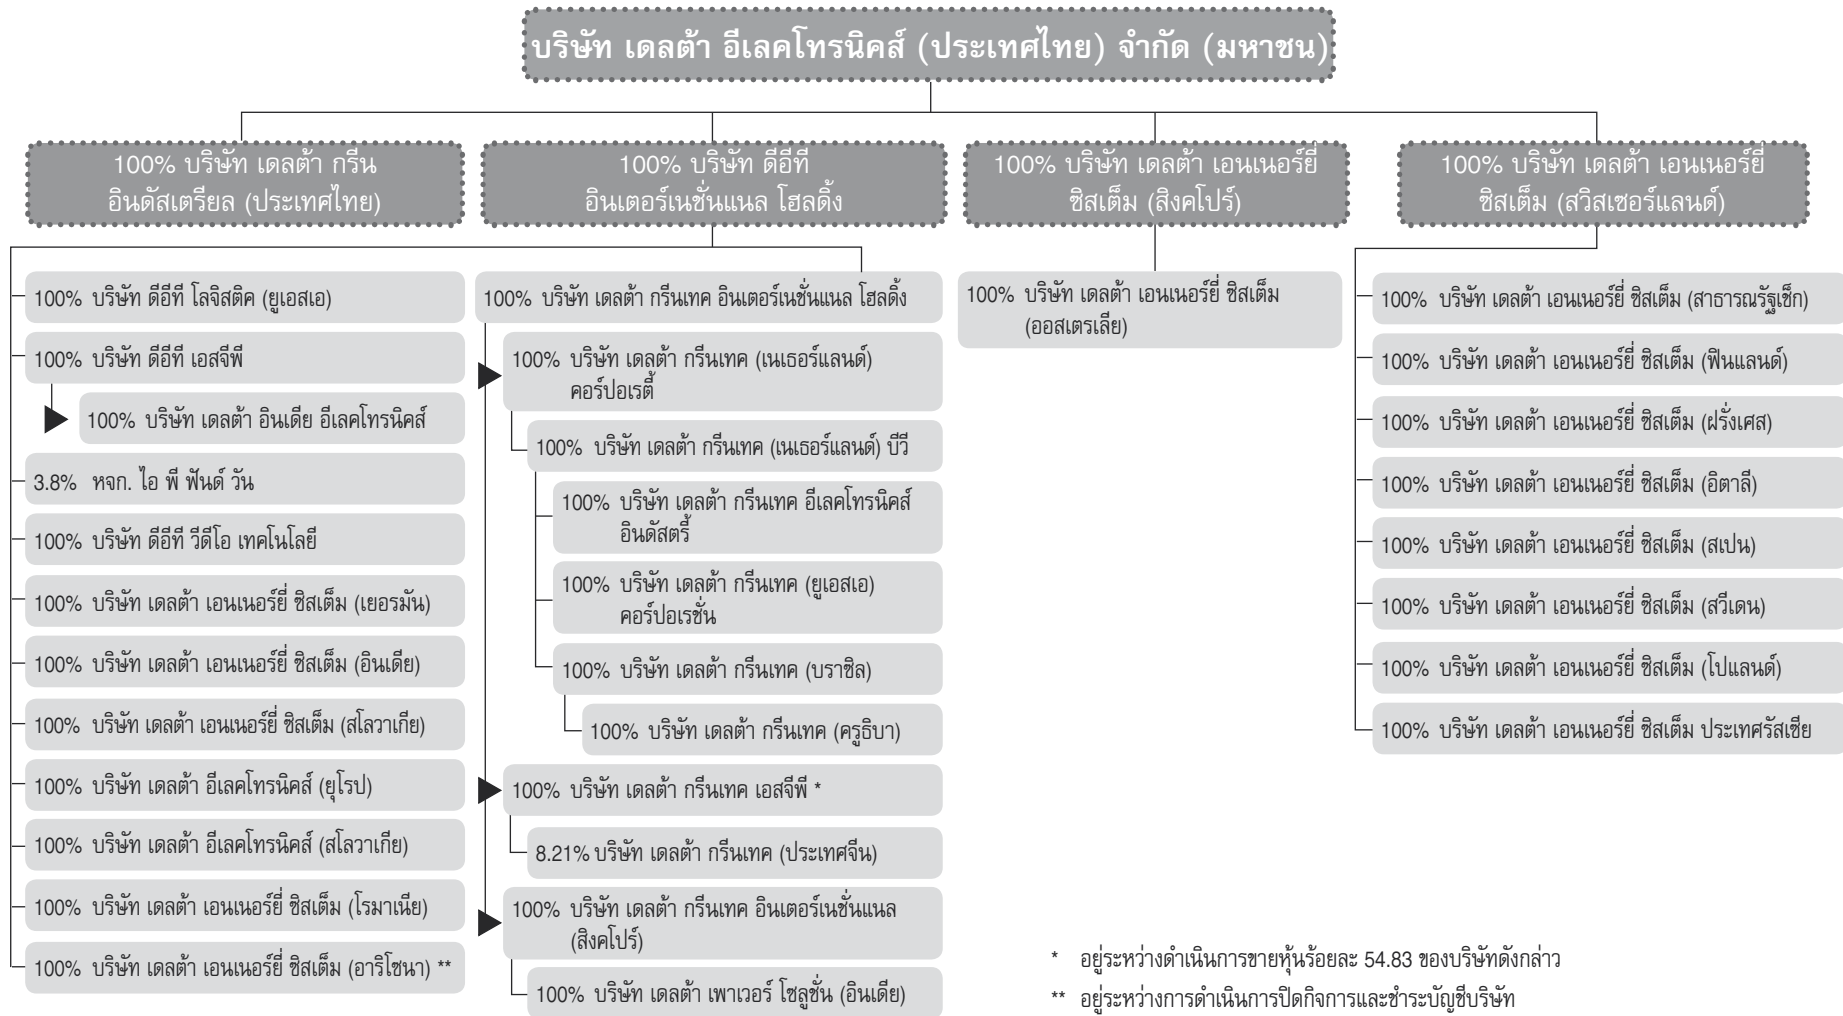 บริษัท เดลต้า อีเลคโทรนิคส์ (ประเทศไทย) จำกัด (มหาชน)
100% บริษัท เดลต้า กรีน
อินดัสเตรียล (ประเทศไทย)
100% บริษัท ดีอีที
อินเตอร์เนชั่นแนล โฮลดิ้ง
100% บริษัท เดลต้า เอนเนอร์ยี่
ซิสเต็ม (สิงคโปร์)
100% บริษัท เดลต้า เอนเนอร์ยี่
ซิสเต็ม (สวิสเซอร์แลนด์)
100% บริษัท ดีอีที โลจิสติค (ยูเอสเอ)
100% บริษัท ดีอีที เอสจีพี
100% บริษัท เดลต้า อินเดีย อีเลคโทรนิคส์
3.8% หจก. ไอ พี ฟันด์ วัน
100% บริษัท ดีอีที วีดีโอ เทคโนโลยี
100% บริษัท เดลต้า เอนเนอร์ยี่ ซิสเต็ม (เยอรมัน)
100% บริษัท เดลต้า เอนเนอร์ยี่ ซิสเต็ม (อินเดีย)
100% บริษัท เดลต้า เอนเนอร์ยี่ ซิสเต็ม (สโลวาเกีย)
100% บริษัท เดลต้า อีเลคโทรนิคส์ (ยุโรป)
100% บริษัท เดลต้า อีเลคโทรนิคส์ (สโลวาเกีย)
100% บริษัท เดลต้า เอนเนอร์ยี่ ซิสเต็ม (โรมาเนีย)
100% บริษัท เดลต้า เอนเนอร์ยี่ ซิสเต็ม (อาริโซนา) **
100% บริษัท เดลต้า กรีนเทค อินเตอร์เนชั่นแนล โฮลดิ้ง
100% บริษัท เดลต้า กรีนเทค (เนเธอร์แลนด์)
คอร์ปอเรตี้
100% บริษัท เดลต้า กรีนเทค (เนเธอร์แลนด์) บีวี
100% บริษัท เดลต้า กรีนเทค อีเลคโทรนิคส์
อินดัสตรี้
100% บริษัท เดลต้า กรีนเทค (ยูเอสเอ)
คอร์ปอเรชั่น
100% บริษัท เดลต้า กรีนเทค (บราซิล)
100% บริษัท เดลต้า กรีนเทค (ครูธิบา)
100% บริษัท เดลต้า กรีนเทค เอสจีพี *
8.21% บริษัท เดลต้า กรีนเทค (ประเทศจีน)
100% บริษัท เดลต้า กรีนเทค อินเตอร์เนชั่นแนล
(สิงคโปร์)
100% บริษัท เดลต้า เพาเวอร์ โซลูชั่น (อินเดีย)
100% บริษัท เดลต้า เอนเนอร์ยี่ ซิสเต็ม
(ออสเตรเลีย)
100% บริษัท เดลต้า เอนเนอร์ยี่ ซิสเต็ม (สาธารณรัฐเช็ก)
100% บริษัท เดลต้า เอนเนอร์ยี่ ซิสเต็ม (ฟินแลนด์)
100% บริษัท เดลต้า เอนเนอร์ยี่ ซิสเต็ม (ฝรั่งเศส)
100% บริษัท เดลต้า เอนเนอร์ยี่ ซิสเต็ม (อิตาลี)
100% บริษัท เดลต้า เอนเนอร์ยี่ ซิสเต็ม (สเปน)
100% บริษัท เดลต้า เอนเนอร์ยี่ ซิสเต็ม (สวีเดน)
100% บริษัท เดลต้า เอนเนอร์ยี่ ซิสเต็ม (โปแลนด์)
100% บริษัท เดลต้า เอนเนอร์ยี่ ซิสเต็ม ประเทศรัสเซีย
* อยู่ระหว่างดำเนินการขายหุ้นร้อยละ 54.83 ของบริษัทดังกล่าว
** อยู่ระหว่างการดำเนินการปิดกิจการและชำระบัญชีบริษัท